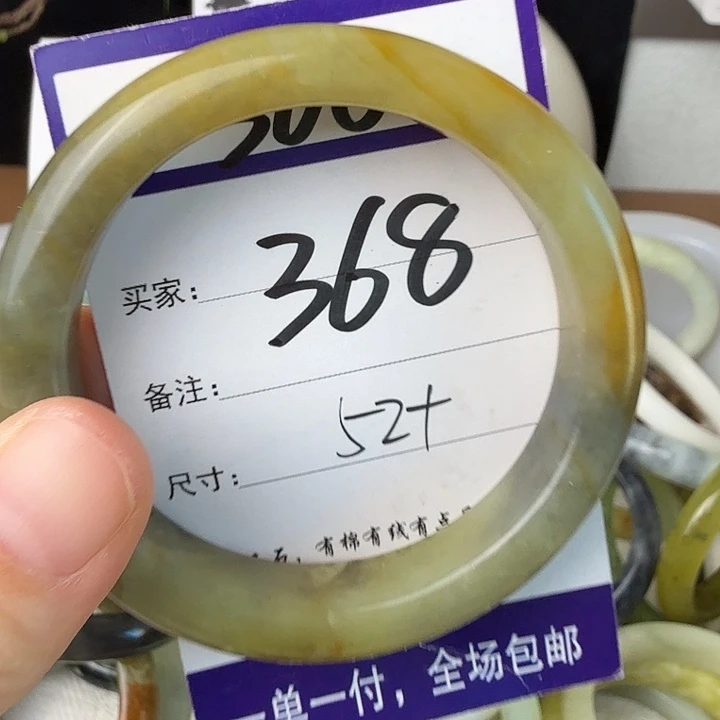 买家: 368
备注:
尺寸: 52+
有棉有线有点
一单一付，全场包邮